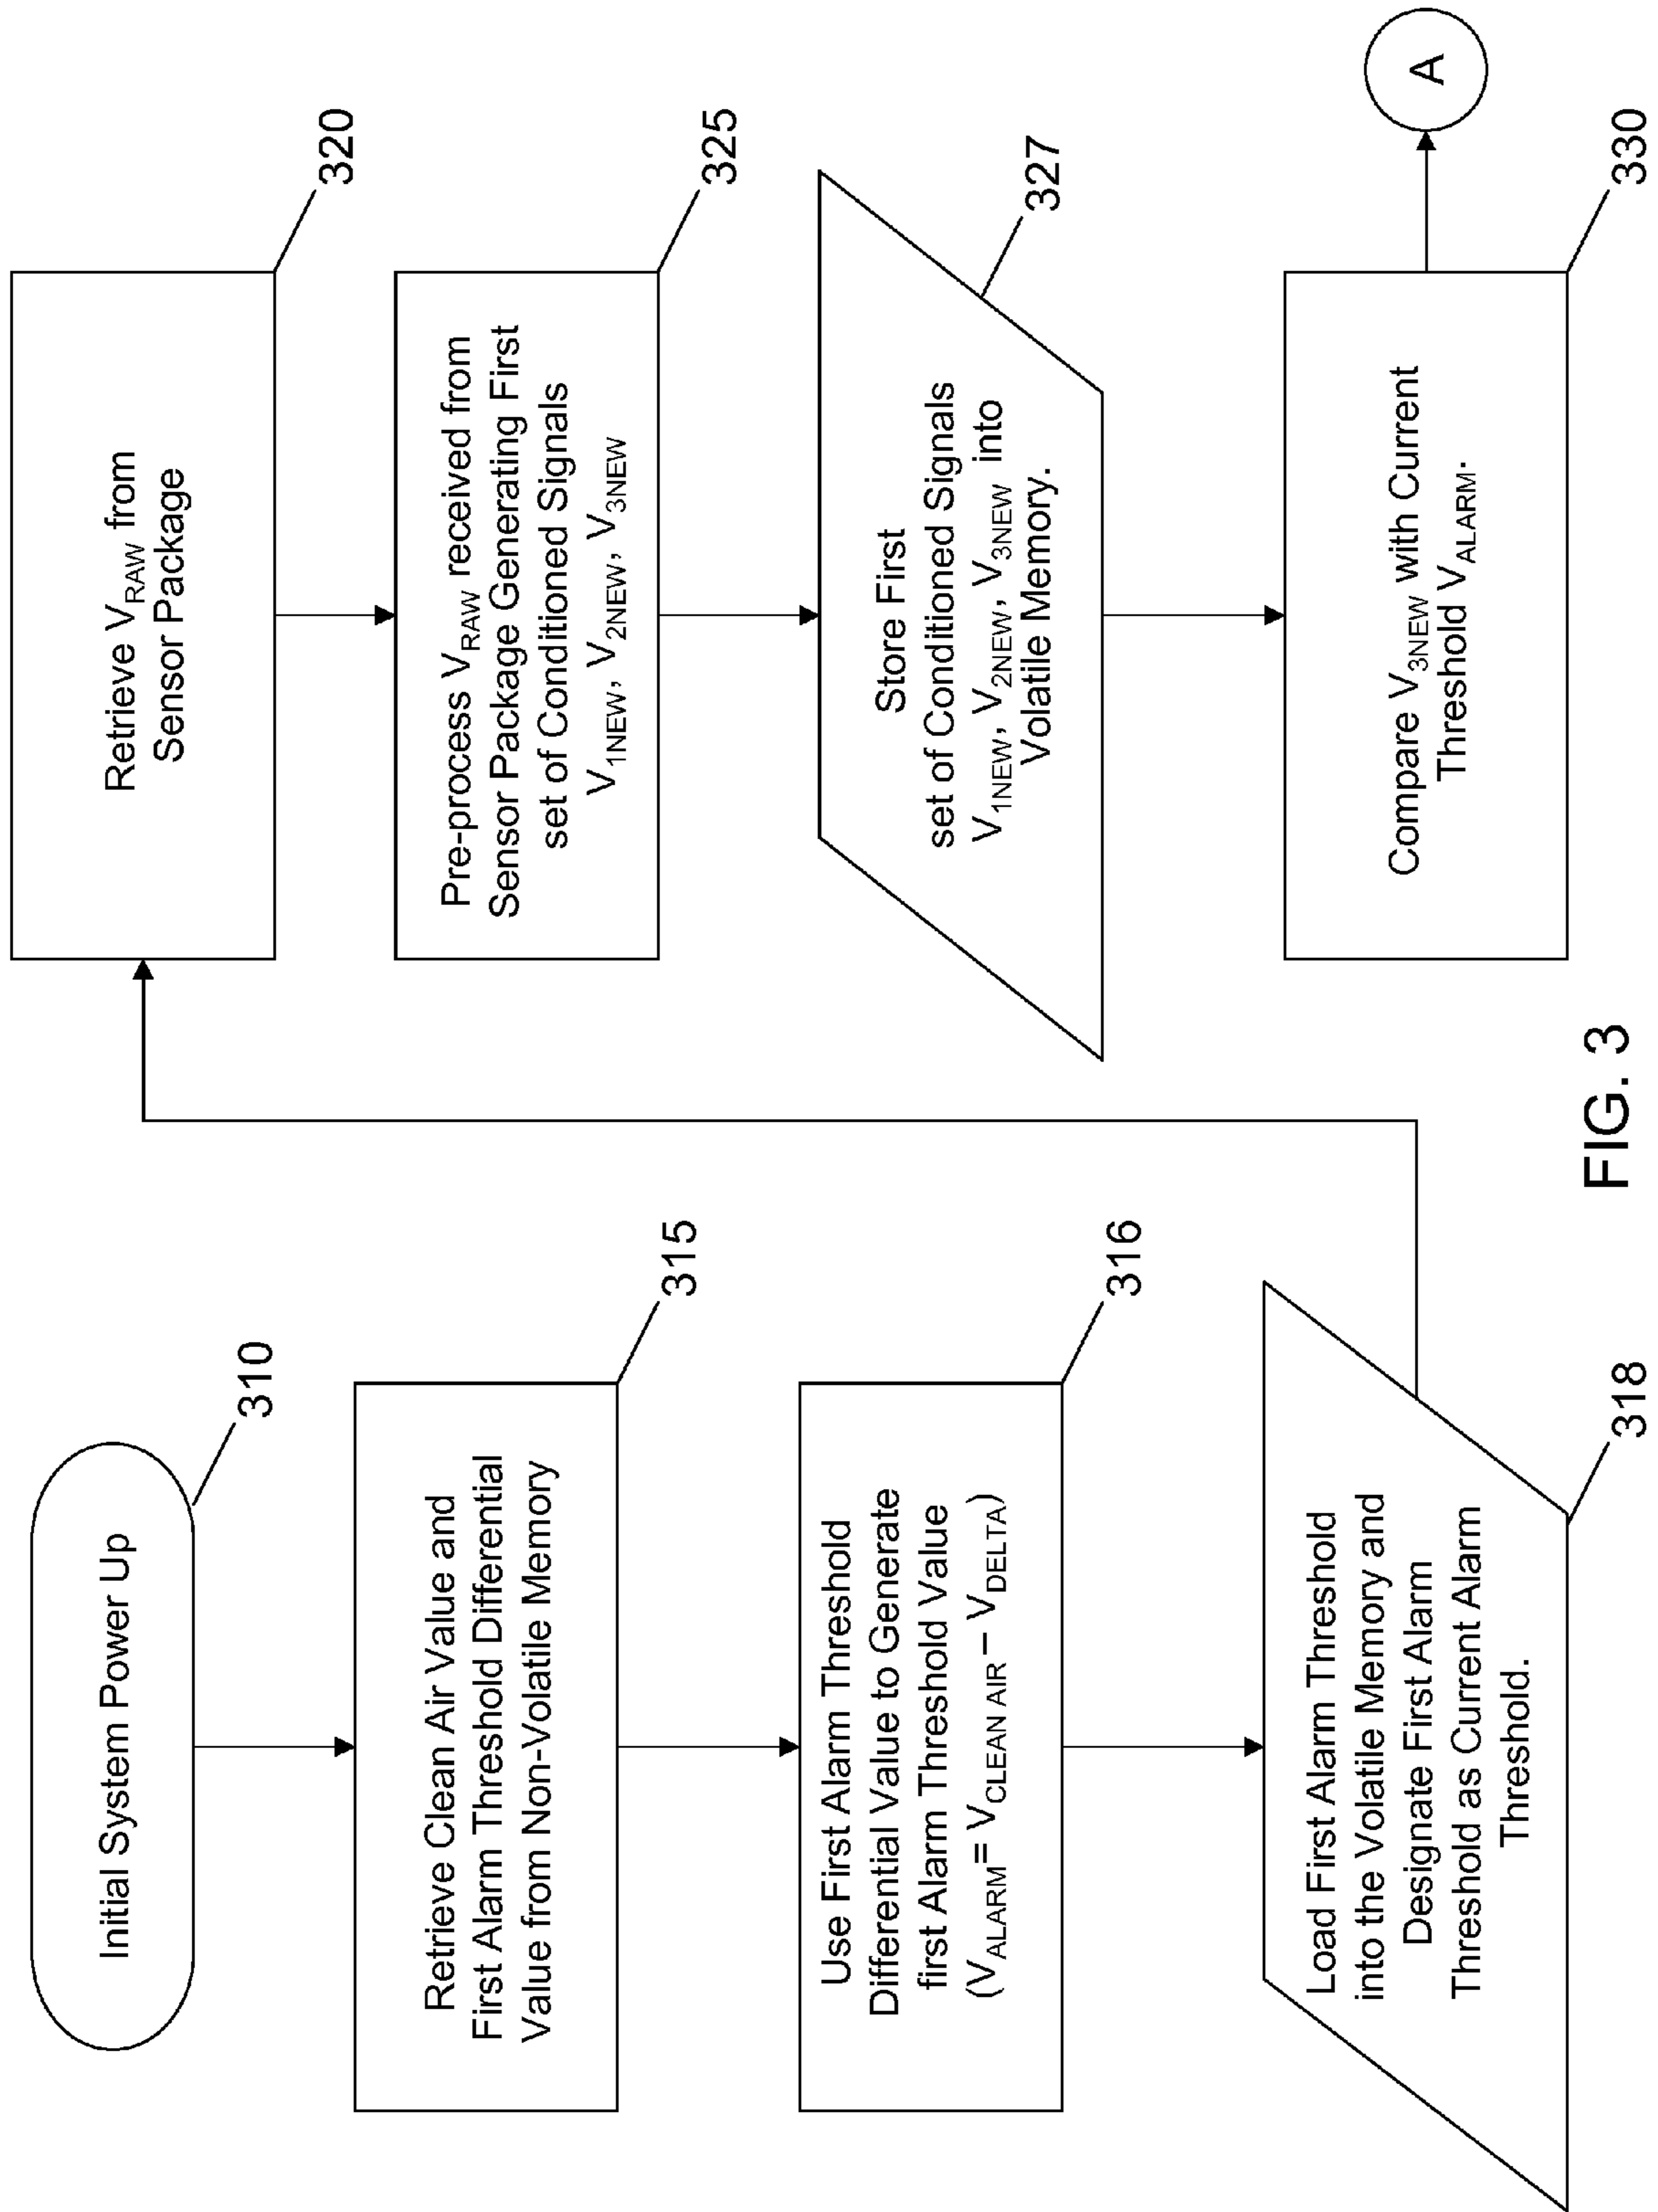 Initial System Power Up
310
Retrieve Clean Air Value and
First Alarm Threshold Differential
Value from Non-Volatile Memory
315
Use First Alarm Threshold
Differential Value to Generate
first Alarm Threshold Value
(VALARM= VCLEAN AIR – VDELTA)
316
Load First Alarm Threshold
into the Volatile Memory and
Designate First Alarm
Threshold as Current Alarm
Threshold.
318
Retrieve VRAW from
Sensor Package
320
Pre-process VRAW received from
Sensor Package Generating First
set of Conditioned Signals
V1NEW, V2NEW, V3NEW
325
Store First
set of Conditioned Signals
V1NEW, V2NEW, V3NEW into
Volatile Memory.
327
Compare V3NEW with Current
Threshold VALARM.
330
A
FIG. 3